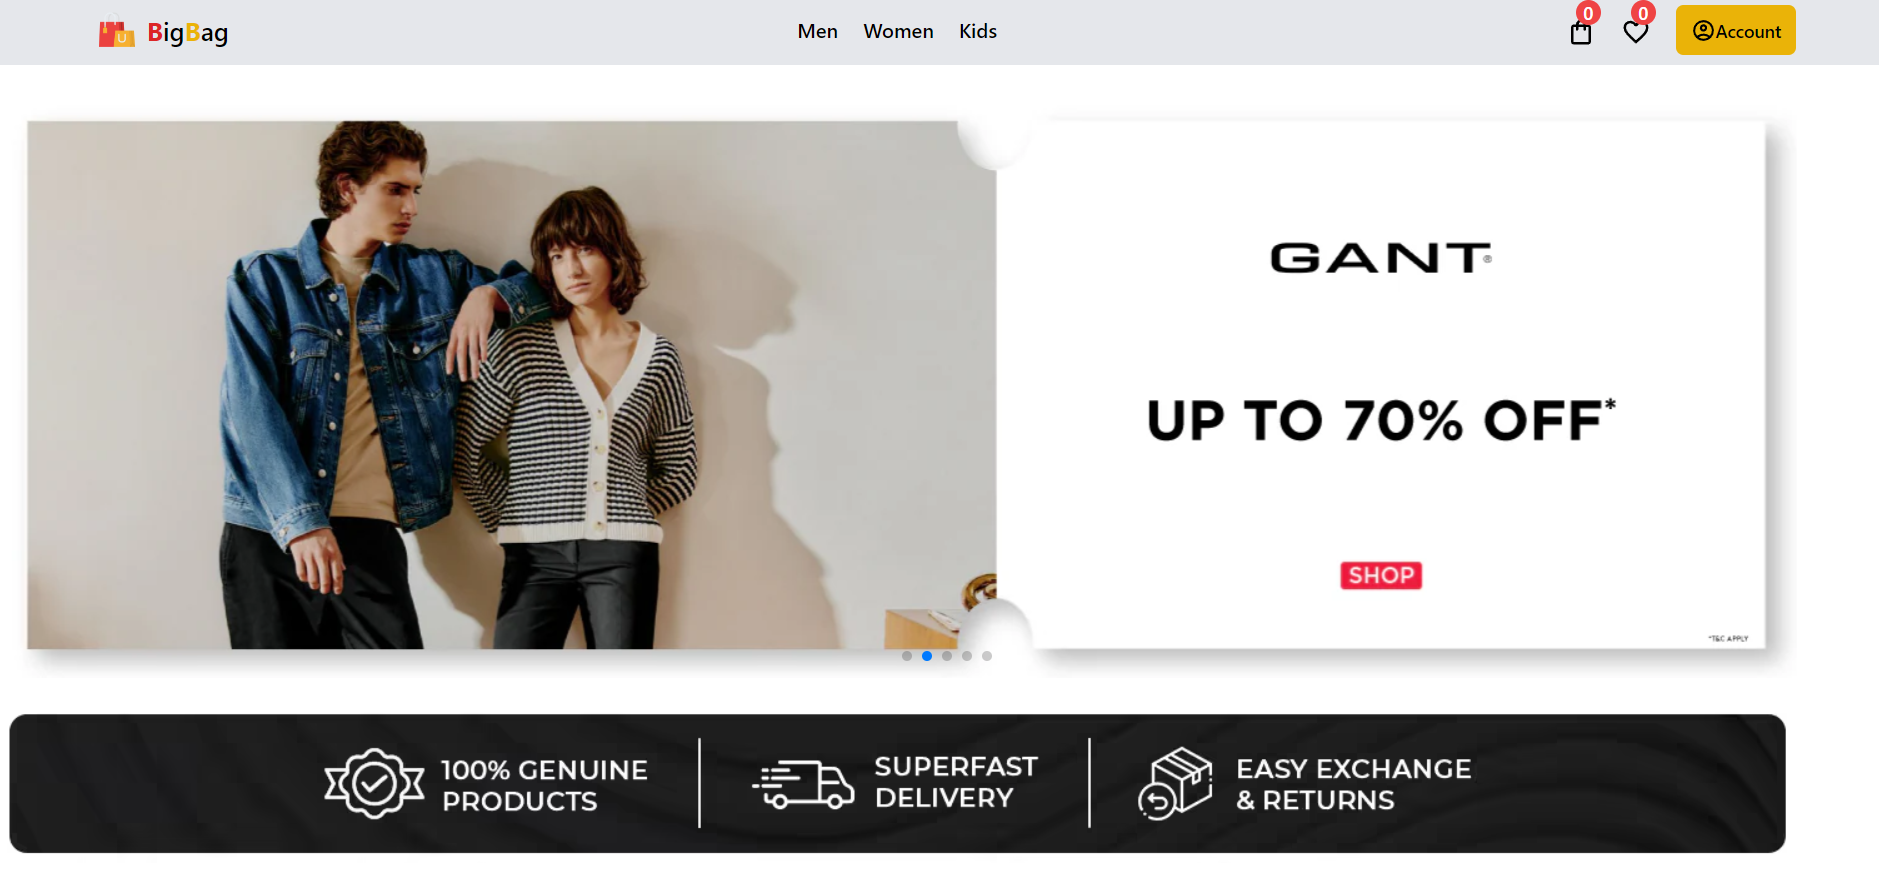 BigBag
Men Women Kids
0 0
Account
GANT®
UP TO 70% OFF*
SHOP
*T&C APPLY
100% GENUINE
PRODUCTS
SUPERFAST
DELIVERY
EASY EXCHANGE
& RETURNS